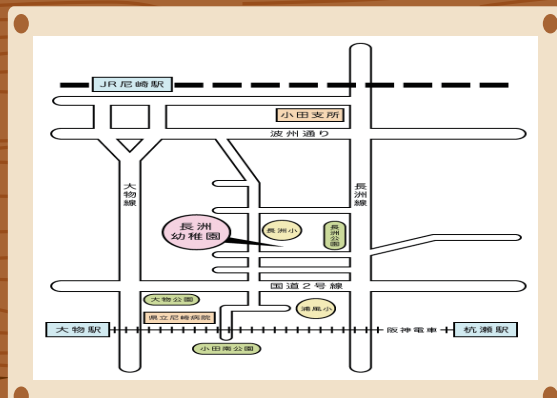 JR尼崎駅
小田支所
波州通り
大物線
長洲線
長洲
幼稚園
長洲小
長洲公園
国道2号線
大物公園
県立尼崎病院
浦風小
大物駅
阪神電車
杭瀬駅
小田南公園